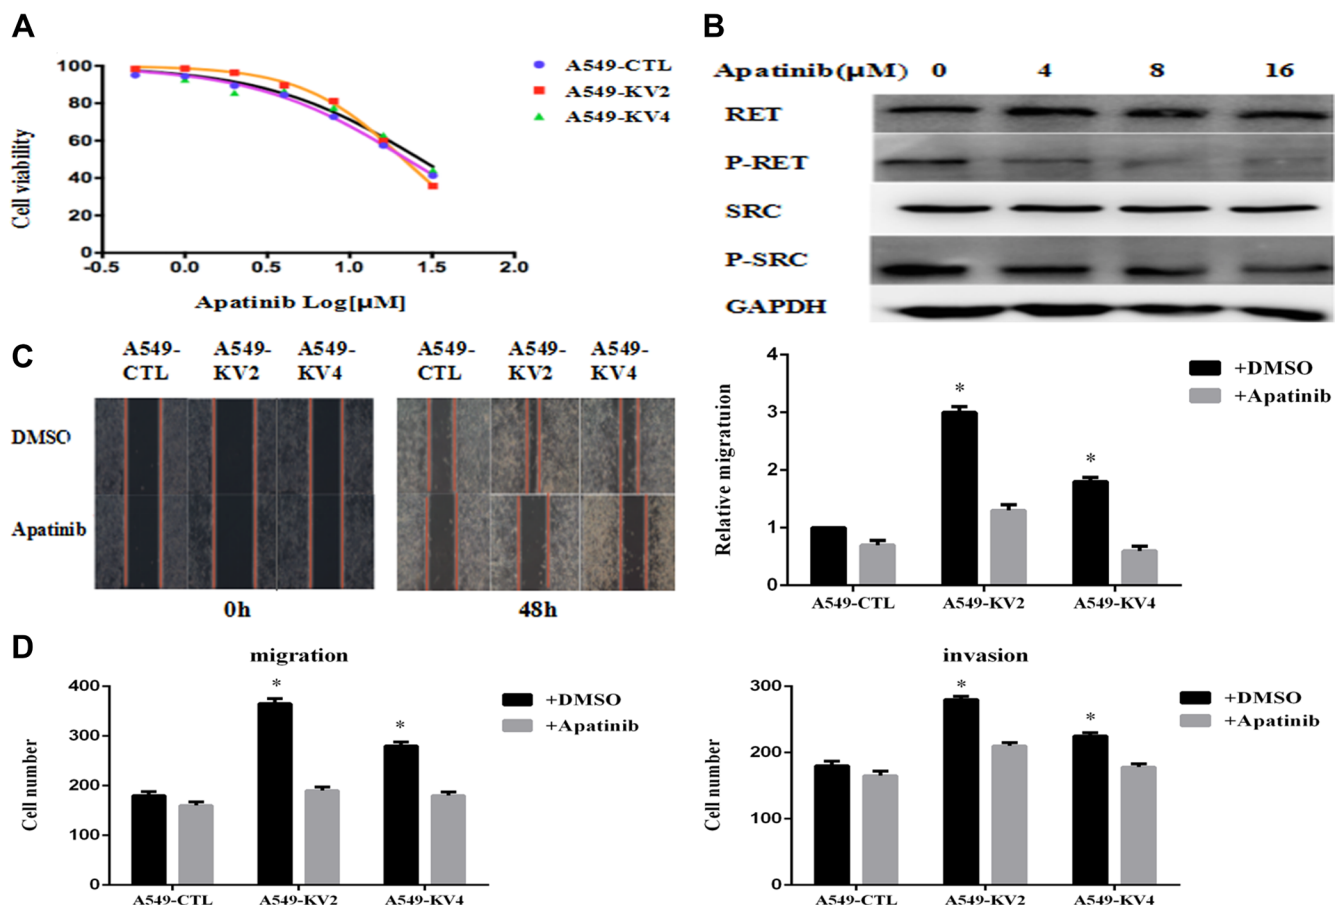 A
Cell viability
100
80
60
40
20
0
-0.5 0.0 0.5 1.0 1.5 2.0
Apatinib Log[μM]
A549-CTL
A549-KV2
A549-KV4
B
Apatinib(μM) 0 4 8 16
RET
P-RET
SRC
P-SRC
GAPDH
C
A549- A549- A549-
CTL KV2 KV4
A549- A549- A549-
CTL KV2 KV4
DMSO
Apatinib
0h 48h
Relative migratuion
4
3
2
1
0
* *
A549-CTL A549-KV2 A549-KV4
+DMSO
+Apatinib
D
migration
Cell number
400
300
200
100
0
* *
A549-CTL A549-KV2 A549-KV4
+DMSO
+Apatinib
invasion
Cell number
300
200
100
0
* *
A549-CTL A549-KV2 A549-KV4
+DMSO
+Apatinib